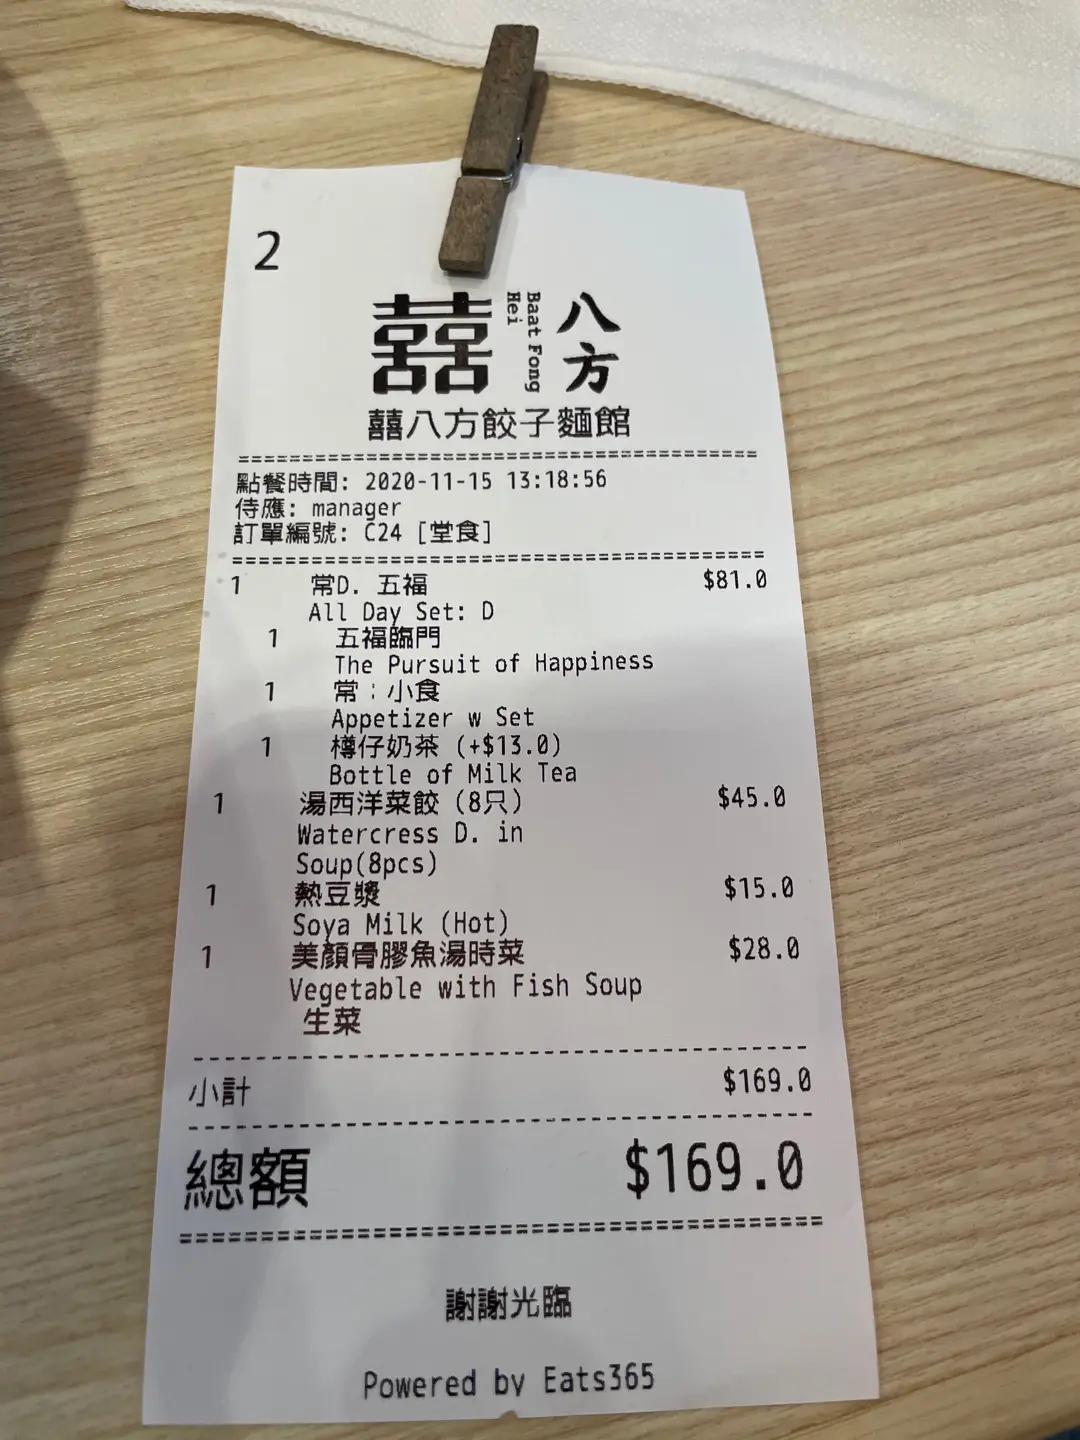 2
囍
Baat Fong
Hei
八方
囍八方餃子麵館
================================================
點餐時間: 2020-11-15 13:18:56
侍應: manager
訂單編號: C24 [堂食]
================================================
1 常D. 五福 $81.0
All Day Set: D
1 五福臨門
The Pursuit of Happiness
1 常：小食
Appetizer w Set
1 樽仔奶茶 (+$13.0)
Bottle of Milk Tea
1 湯西洋菜餃 (8只) $45.0
Watercress D. in
Soup(8pcs)
1 熱豆漿 $15.0
Soya Milk (Hot)
1 美顏骨膠魚湯時菜 $28.0
Vegetable with Fish Soup
生菜
------------------------------------------------
小計 $169.0
------------------------------------------------
總額 $169.0
================================================
謝謝光臨
Powered by Eats365